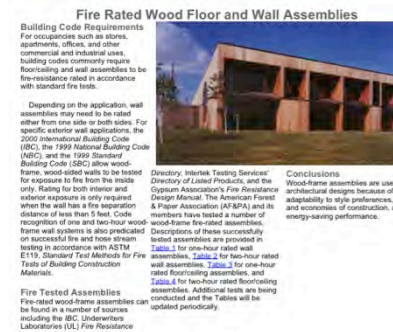 Fire Rated Wood Floor and Wall Assemblies
Building Code Requirements
For occupancies such as stores,
apartments, offices, and other
commercial and industrial uses,
building codes commonly require
floor/ceiling and wall assemblies to be
fire-resistance rated in accordance
with standard fire tests.
Depending on the application, wall
assemblies may need to be rated
either from one side or both sides. For
specific exterior wall applications, the
2000 International Building Code
(IBC), the 1999 National Building Code
(NBC), and the 1999 Standard
Building Code (SBC) allow wood-
frame, wood-sided walls to be tested
for exposure to fire from the inside
only. Rating for both interior and
exterior exposure is only required
when the wall has a fire separation
distance of less than 5 feet. Code
recognition of one and two-hour wood-
frame wall systems is also predicated
on successful fire and hose stream
testing in accordance with ASTM
E119, Standard Test Methods for Fire
Tests of Building Construction
Materials.
Fire Tested Assemblies
Fire-rated wood-frame assemblies can
be found in a number of sources
including the IBC, Underwriters
Laboratories (UL) Fire Resistance
Directory, Intertek Testing Services'
Directory of Listed Products, and the
Gypsum Association's Fire Resistance
Design Manual. The American Forest
& Paper Association (AF&PA) and its
members have tested a number of
wood-frame fire-rated assemblies.
Descriptions of these successfully
tested assemblies are provided in
Table 1 for one-hour rated wall
assemblies, Table 2 for two-hour rated
wall assemblies, Table 3 for one-hour
rated floor/ceiling assemblies, and
Table 4 for two-hour rated floor/ceiling
assemblies. Additional tests are being
conducted and the Tables will be
updated periodically.
Conclusions
Wood-frame assemblies are use
architectural designs because of
adaptability to style preferences,
and economies of construction,
energy-saving performance.